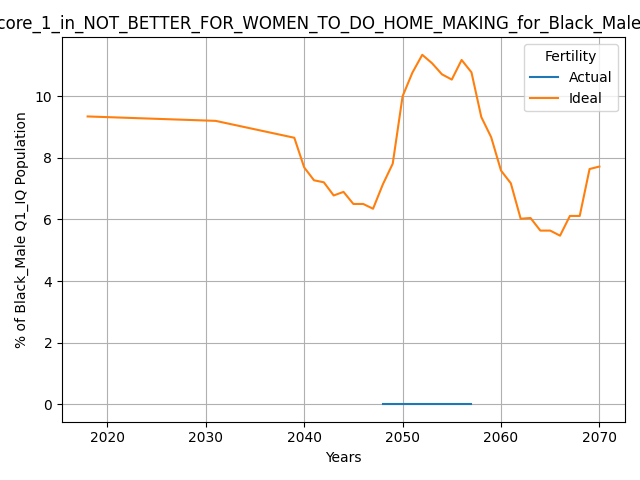 core_1_in_NOT_BETTER_FOR_WOMEN_TO_DO_HOME_MAKING_for_Black_Male
Fertility
Actual
Ideal
% of Black_Male Q1_IQ Population
10
8
6
4
2
0
2020 2030 2040 2050 2060 2070
Years